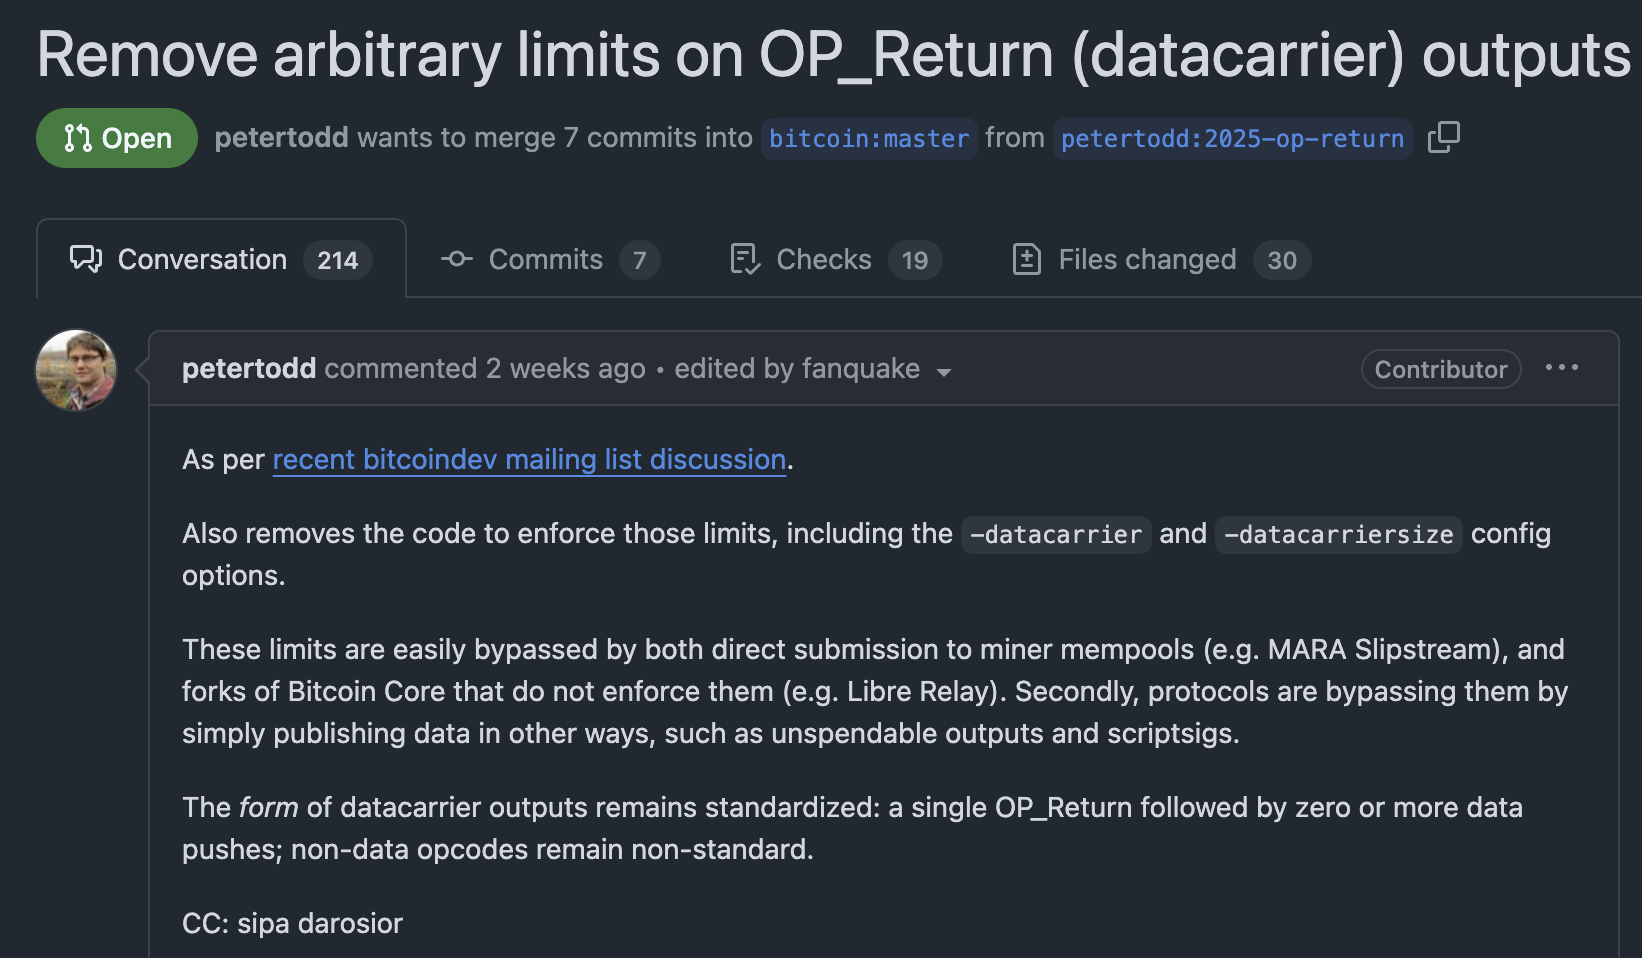 Remove arbitrary limits on OP_Return (datacarrier) outputs
Open petertodd wants to merge 7 commits into bitcoin:master from petertodd:2025-op-return
Conversation 214 Commits 7 Checks 19 Files changed 30
petertodd commented 2 weeks ago • edited by fanquake Contributor ...
As per recent bitcoindev mailing list discussion.
Also removes the code to enforce those limits, including the -datacarrier and -datacarriersize config
options.
These limits are easily bypassed by both direct submission to miner mempools (e.g. MARA Slipstream), and
forks of Bitcoin Core that do not enforce them (e.g. Libre Relay). Secondly, protocols are bypassing them by
simply publishing data in other ways, such as unspendable outputs and scriptsigs.
The form of datacarrier outputs remains standardized: a single OP_Return followed by zero or more data
pushes; non-data opcodes remain non-standard.
CC: sipa darosior